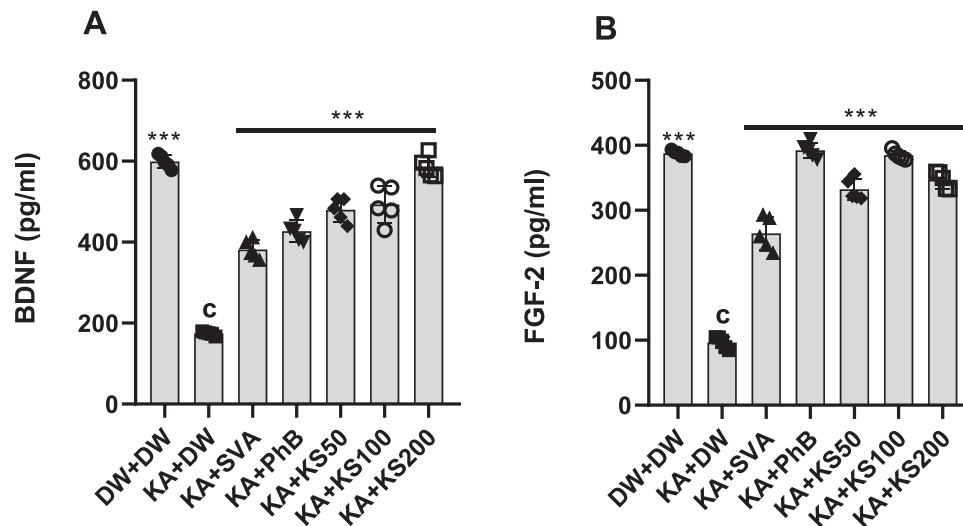 A
BDNF (pg/ml)
800
600
400
200
0
***
c
***
DW+DW
KA+DW
KA+SVA
KA+PhB
KA+KS50
KA+KS100
KA+KS200
B
FGF-2 (pg/ml)
500
400
300
200
100
0
***
c
***
DW+DW
KA+DW
KA+SVA
KA+PhB
KA+KS50
KA+KS100
KA+KS200